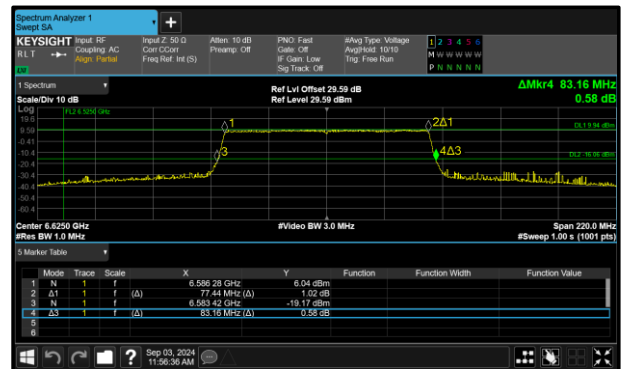 Spectrum Analyzer 1
Swept SA
+
KEYSIGHT Input: RF Input Z: 50 Ω Atten: 10 dB PNO: Fast #Avg Type: Voltage 1 2 3 4 5 6
RLT Coupling: AC Corr CCorr Preamp: Off Gate: Off Avg|Hold: 10/10 M W W W W W
Align: Partial Freq Ref: Int (S) IF Gain: Low Trig: Free Run
Sig Track: Off P N N N N N
1 Spectrum Ref Lvl Offset 29.59 dB ΔMkr4 83.16 MHz
Scale/Div 10 dB Ref Level 29.59 dBm 0.58 dB
Log
19.6
9.59
-0.41
-10.4
-20.4
-30.4
-40.4
-50.4
-60.4
1
2Δ1
3
4Δ3
DL1 9.94 dBm
DL2 -16.06 dBm
Center 6.6250 GHz #Video BW 3.0 MHz Span 220.0 MHz
#Res BW 1.0 MHz #Sweep 1.00 s (1001 pts)
5 Marker Table
Mode Trace Scale X Y Function Function Width Function Value
1 N 1 f 6.586 28 GHz 6.04 dBm
2 Δ1 1 f (Δ) 77.44 MHz (Δ) 1.02 dB
3 N 1 f 6.583 42 GHz -19.17 dBm
4 Δ3 1 f (Δ) 83.16 MHz (Δ) 0.58 dB
5
6
? Sep 03, 2024
11:56:36 AM